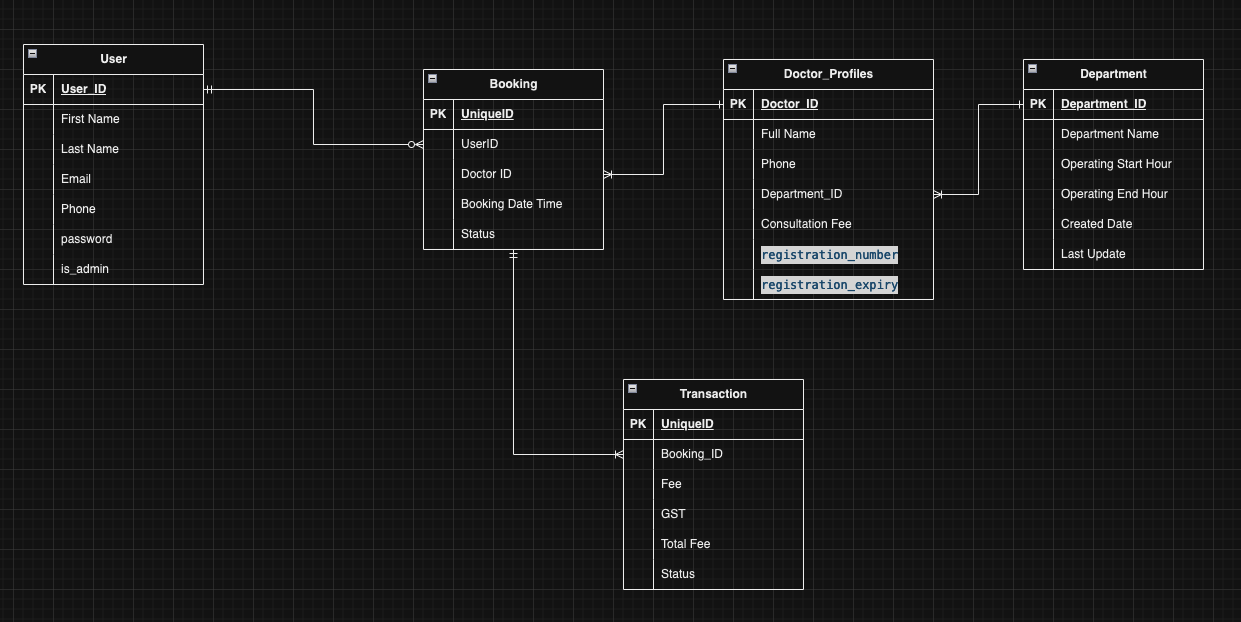 User
PK User_ID
First Name
Last Name
Email
Phone
password
is_admin
Booking
PK UniqueID
UserID
Doctor ID
Booking Date Time
Status
Doctor_Profiles
PK Doctor_ID
Full Name
Phone
Department_ID
Consultation Fee
registration_number
registration_expiry
Department
PK Department_ID
Department Name
Operating Start Hour
Operating End Hour
Created Date
Last Update
Transaction
PK UniqueID
Booking_ID
Fee
GST
Total Fee
Status